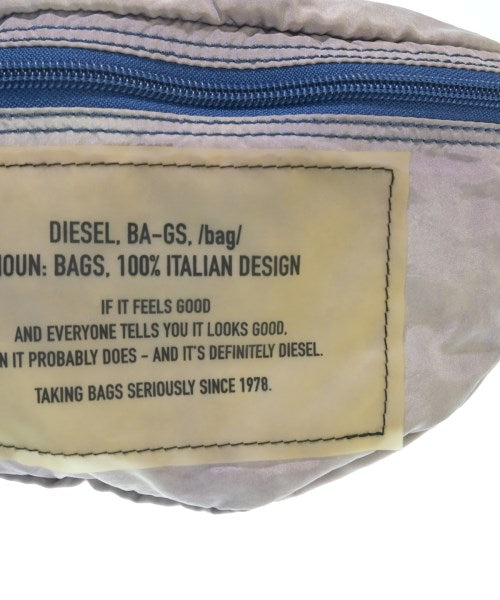 DIESEL, BA-GS, /bag/
OUN: BAGS, 100% ITALIAN DESIGN
IF IT FEELS GOOD
AND EVERYONE TELLS YOU IT LOOKS GOOD,
N IT PROBABLY DOES - AND IT'S DEFINITELY DIESEL.
TAKING BAGS SERIOUSLY SINCE 1978.